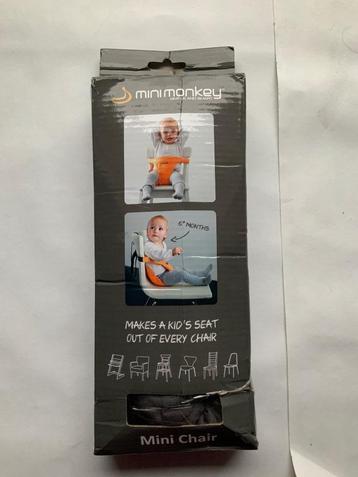 minimonkey
6+ MONTHS
MAKES A KID'S SEAT
OUT OF EVERY CHAIR
Mini Chair